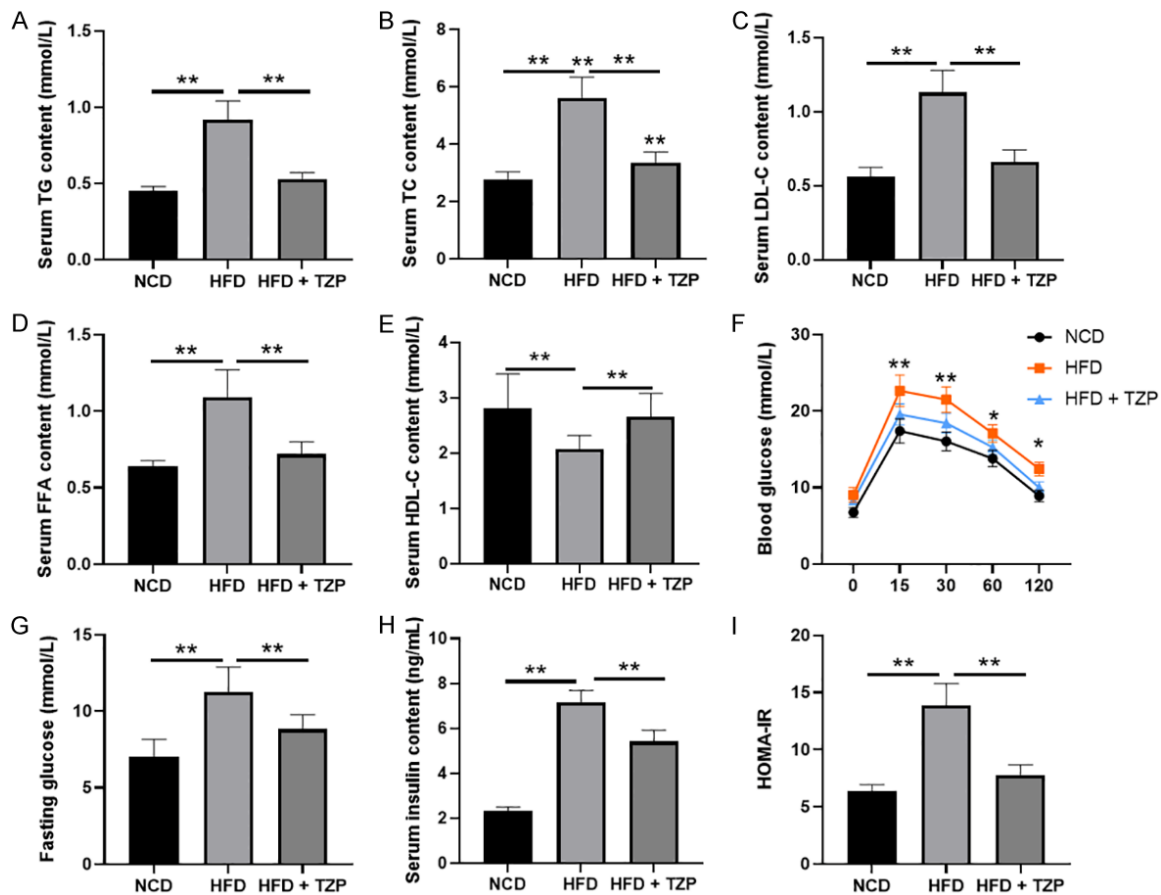 A
Serum TG content (mmol/L)
1.5
1.0
0.5
0.0
** **
NCD HFD HFD + TZP
B
Serum TC content (mmol/L)
8
6
4
2
0
** ** **
**
NCD HFD HFD + TZP
C
Serum LDL-C content (mmol/L)
1.5
1.0
0.5
0.0
** **
NCD HFD HFD + TZP
D
Serum FFA content (mmol/L)
1.5
1.0
0.5
0.0
** **
NCD HFD HFD + TZP
E
Serum HDL-C content (mmol/L)
4
3
2
1
0
** **
NCD HFD HFD + TZP
F
Blood glucose (mmol/L)
30
20
10
0
** ** * *
0 15 30 60 120
NCD
HFD
HFD + TZP
G
Fasting glucose (mmol/L)
15
10
5
0
** **
NCD HFD HFD + TZP
H
Serum insulin content (ng/mL)
8
6
4
2
0
** **
NCD HFD HFD + TZP
I
HOMA-IR
20
15
10
5
0
** **
NCD HFD HFD + TZP